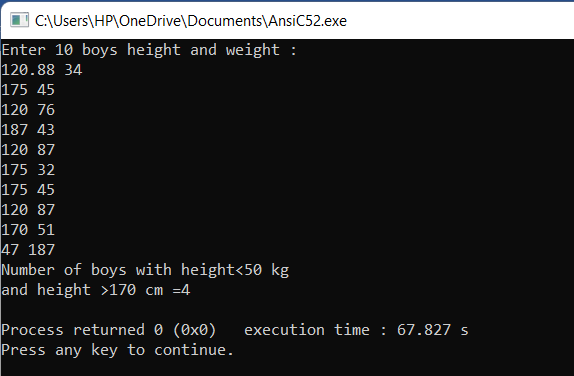 C:\Users\HP\OneDrive\Documents\AnsiC52.exe
Enter 10 boys height and weight :
120.88 34
175 45
120 76
187 43
120 87
175 32
175 45
120 87
170 51
47 187
Number of boys with height<50 kg
and height >170 cm =4
Process returned 0 (0x0)   execution time : 67.827 s
Press any key to continue.